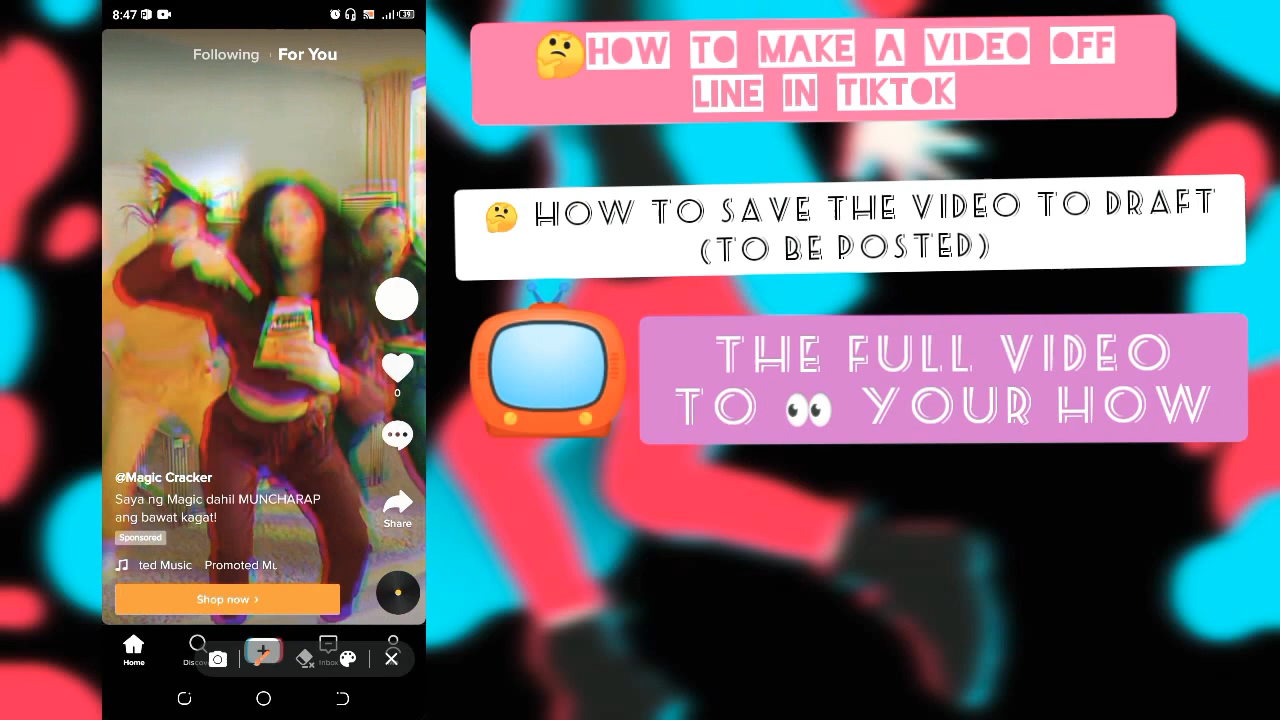 8:47
39
Following
For You
HOW TO MAKE A VIDEO OFF
LINE IN TIKTOK
HOW TO SAVE THE VIDEO TO DRAFT
(TO BE POSTED)
THE FULL VIDEO
TO 👀 YOUR HOW
0
@Magic Cracker
Saya ng Magic dahil MUNCHARAP
ang bawat kagat!
Sponsored
Share
ted Music Promoted Mu
Shop now ›
Home
Inbox